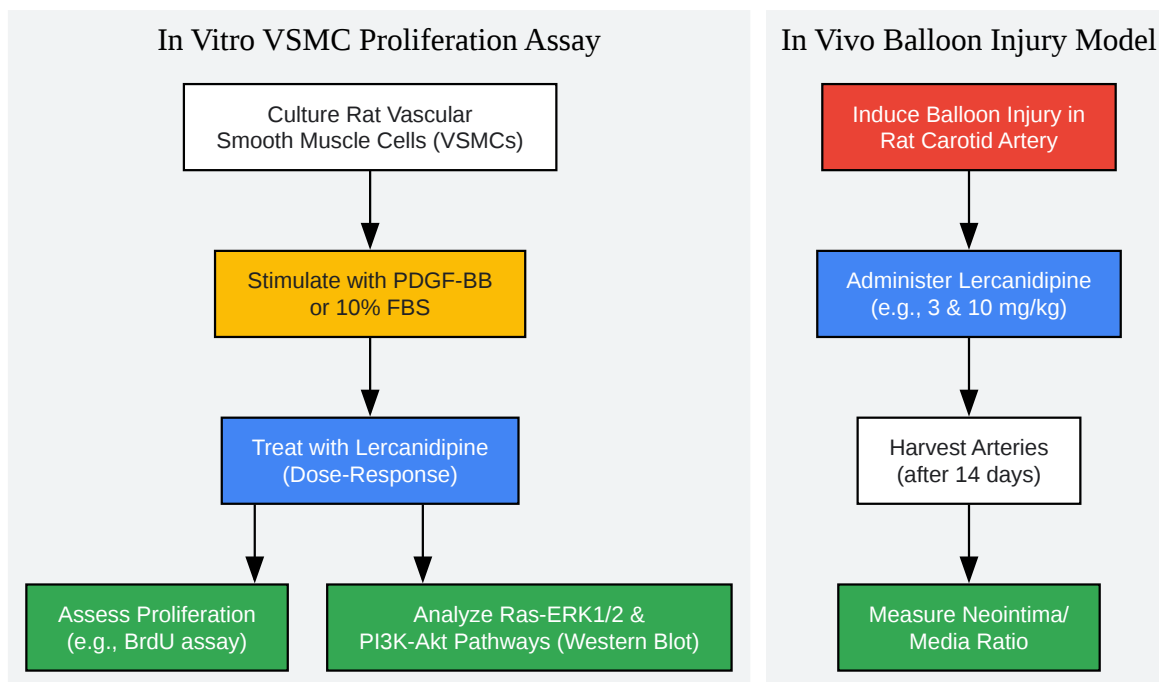 In Vitro VSMC Proliferation Assay
Culture Rat Vascular
Smooth Muscle Cells (VSMCs)
Stimulate with PDGF-BB
or 10% FBS
Treat with Lercanidipine
(Dose-Response)
Assess Proliferation
(e.g., BrdU assay)
Analyze Ras-ERK1/2 &
PI3K-Akt Pathways (Western Blot)
In Vivo Balloon Injury Model
Induce Balloon Injury in
Rat Carotid Artery
Administer Lercanidipine
(e.g., 3 & 10 mg/kg)
Harvest Arteries
(after 14 days)
Measure Neointima/
Media Ratio